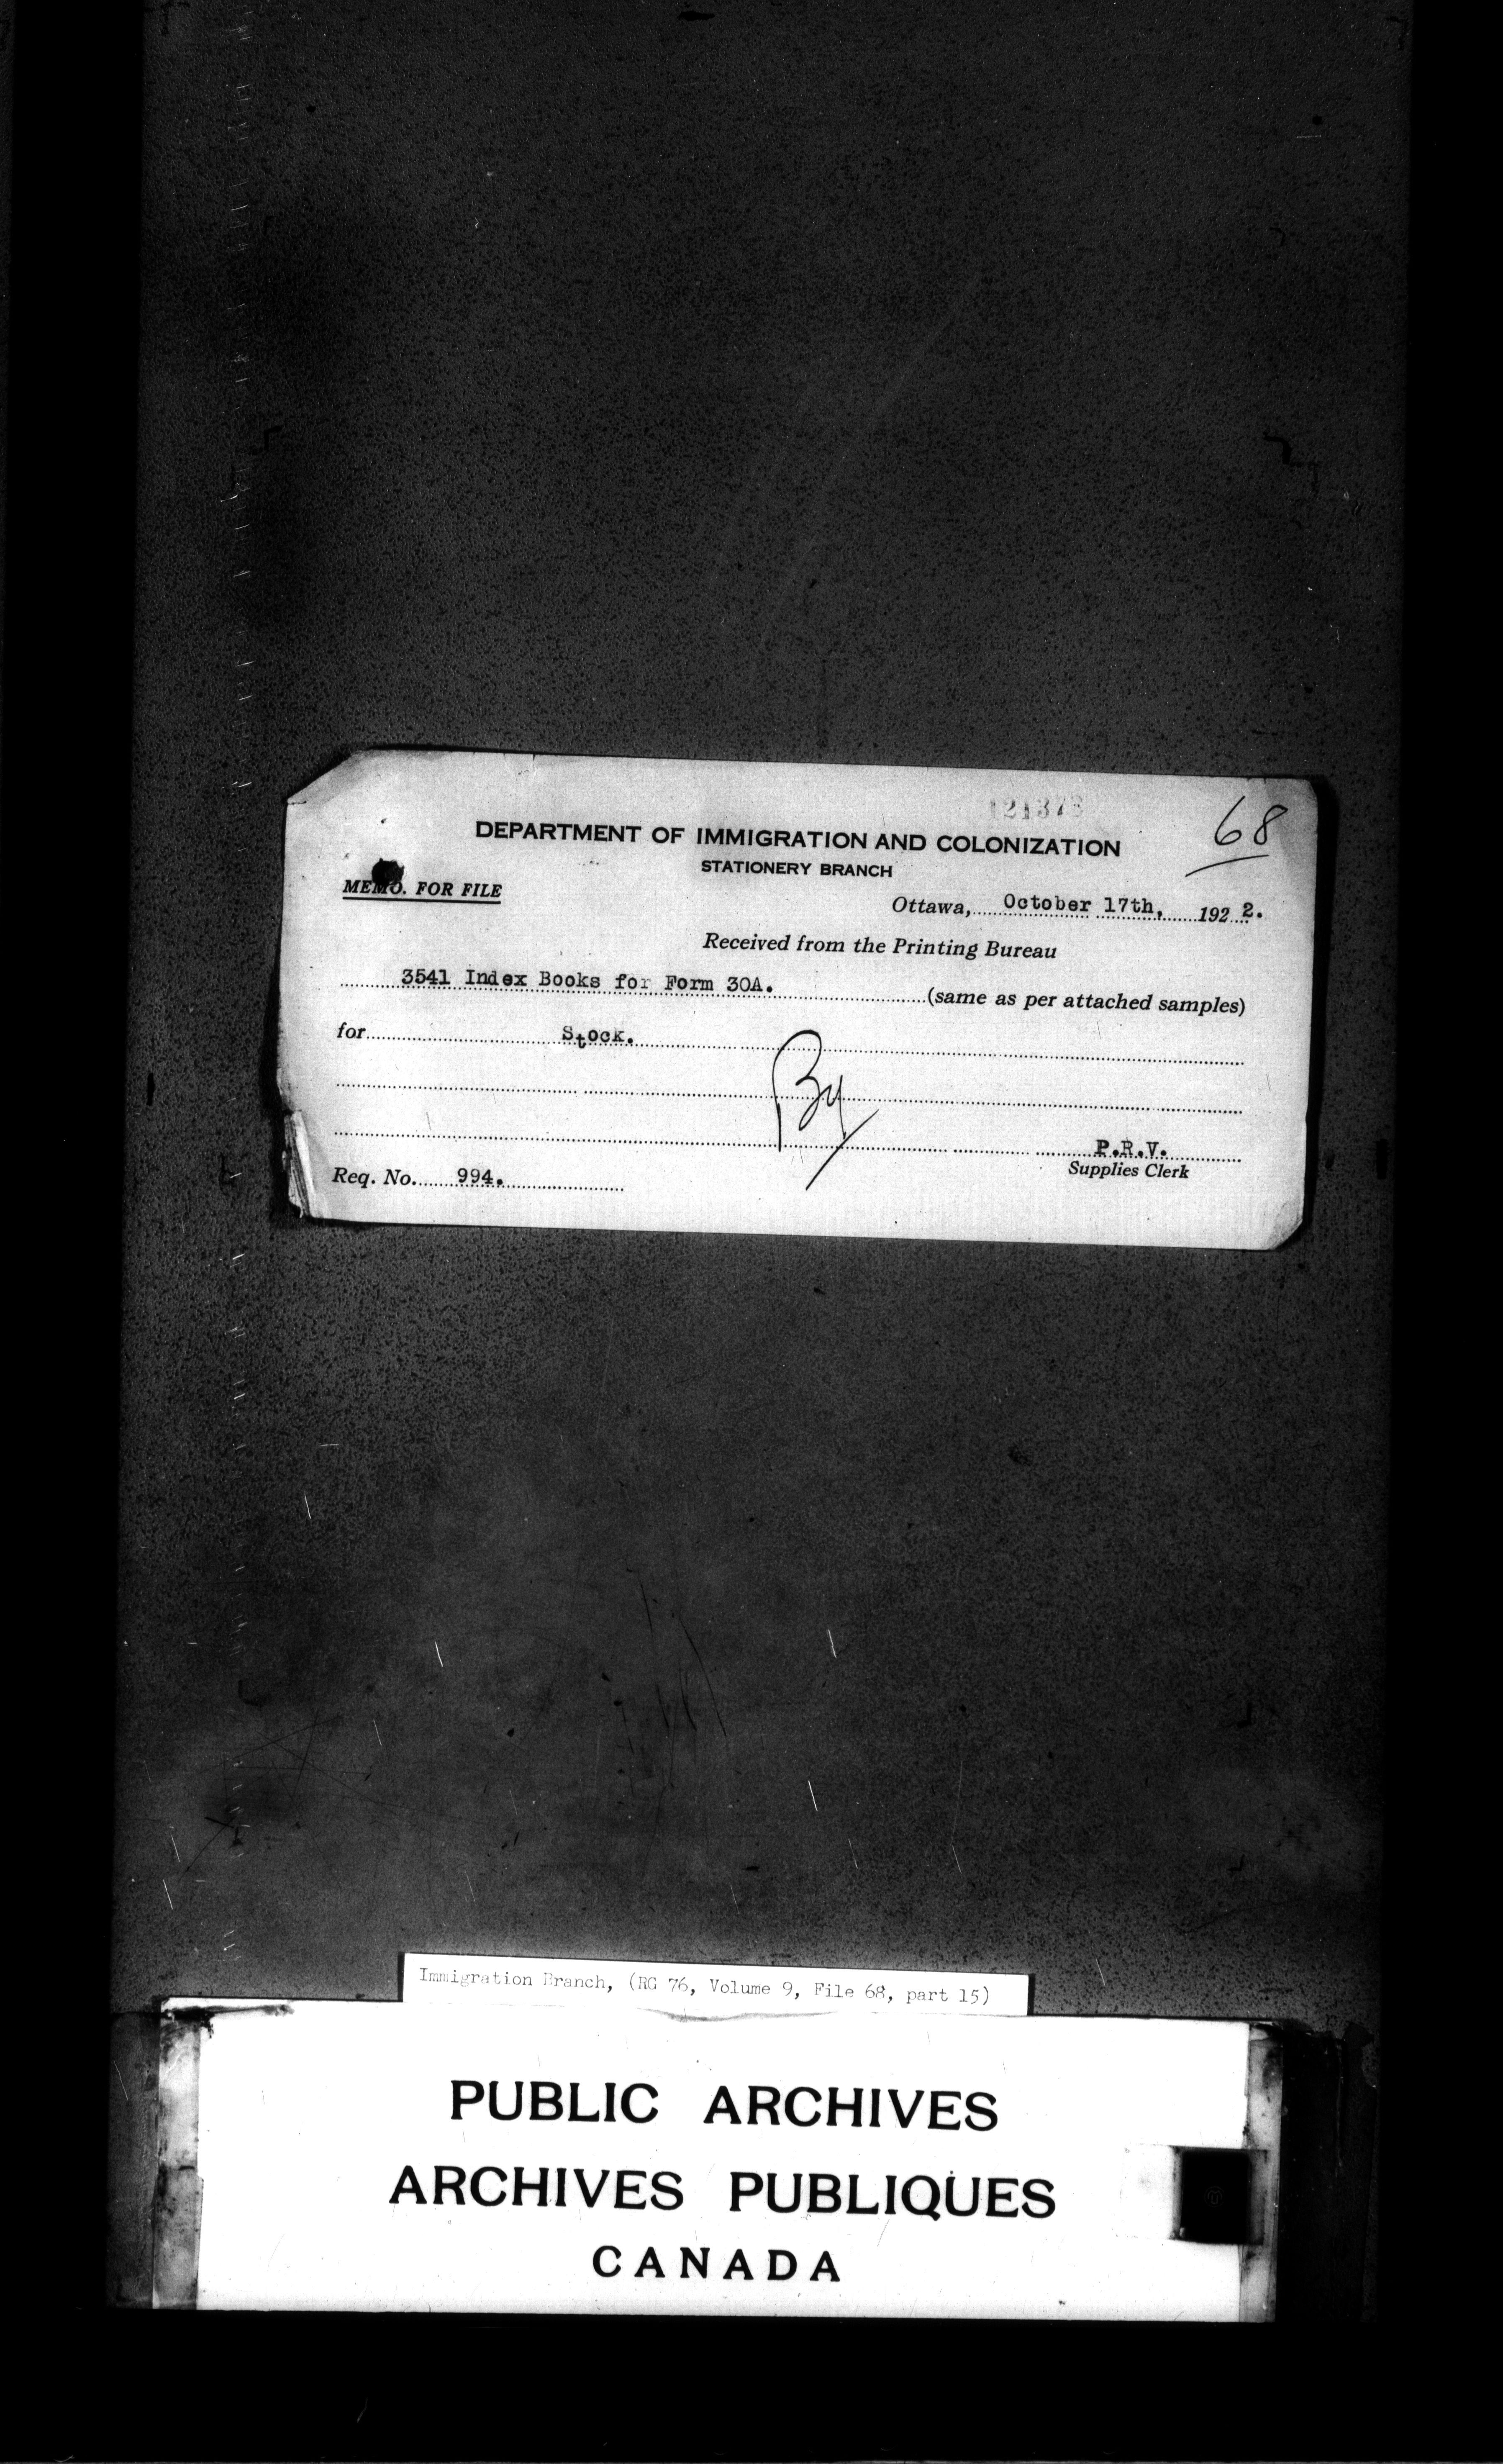 121373
68
DEPARTMENT OF IMMIGRATION AND COLONIZATION
STATIONERY BRANCH
MEMO. FOR FILE
Ottawa, October 17th, 1922.
Received from the Printing Bureau
3541 Index Books for Form 30A. (same as per attached samples)
for Stock.
P.R.V.
Supplies Clerk
Req. No. 994.
Immigration Branch, (RG 76, Volume 9, File 68, part 15)
PUBLIC ARCHIVES
ARCHIVES PUBLIQUES
CANADA